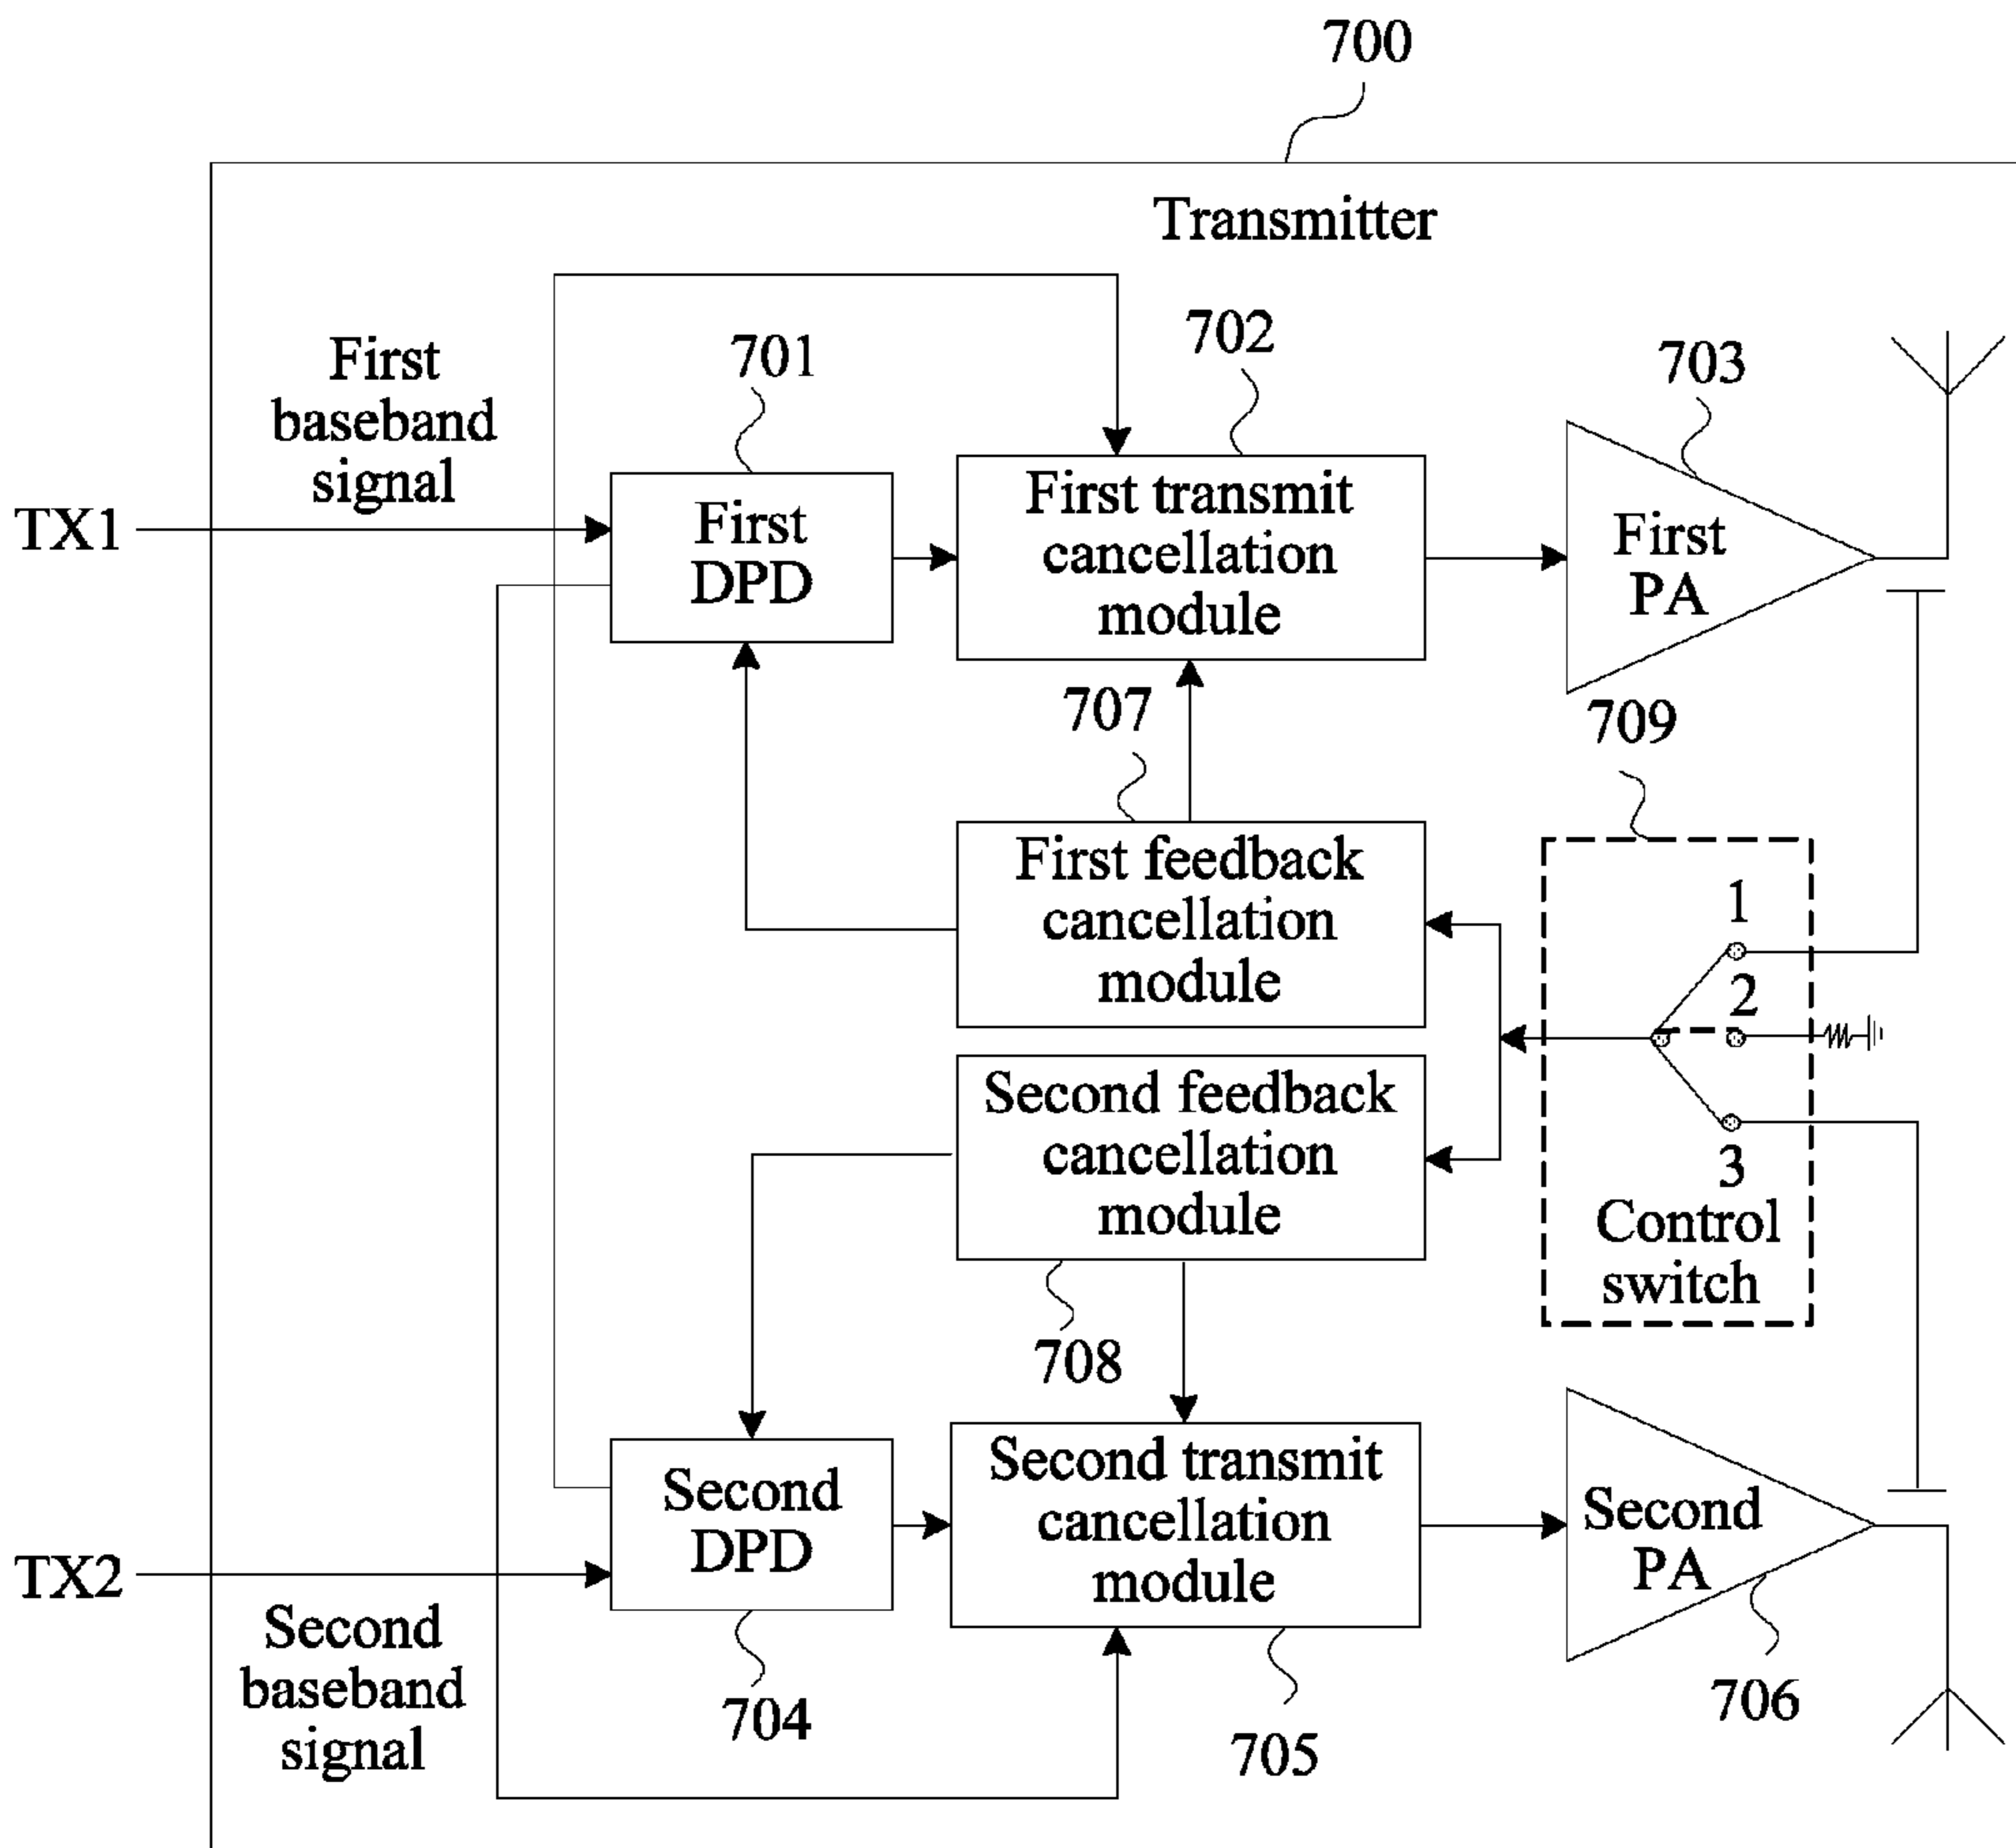 700
Transmitter
First
baseband
signal
TX1
701
First
DPD
702
First transmit
cancellation
module
703
First
PA
707
709
First feedback
cancellation
module
1
2
3
Control
switch
Second feedback
cancellation
module
708
Second
DPD
Second transmit
cancellation
module
Second
PA
TX2
Second
baseband
signal
704
705
706